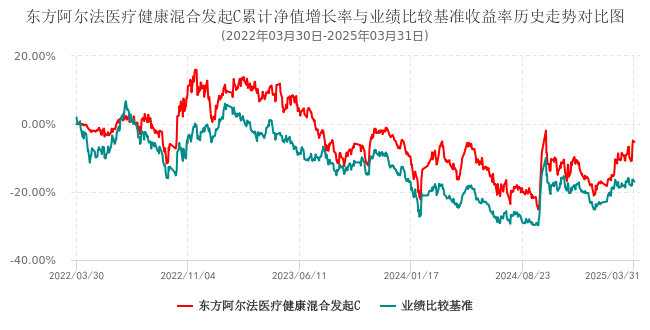 东方阿尔法医疗健康混合发起C累计净值增长率与业绩比较基准收益率历史走势对比图
(2022年03月30日-2025年03月31日)
20.00%
0.00%
-20.00%
-40.00%
2022/03/30 2022/11/04 2023/06/11 2024/01/17 2024/08/23 2025/03/31
东方阿尔法医疗健康混合发起C 业绩比较基准